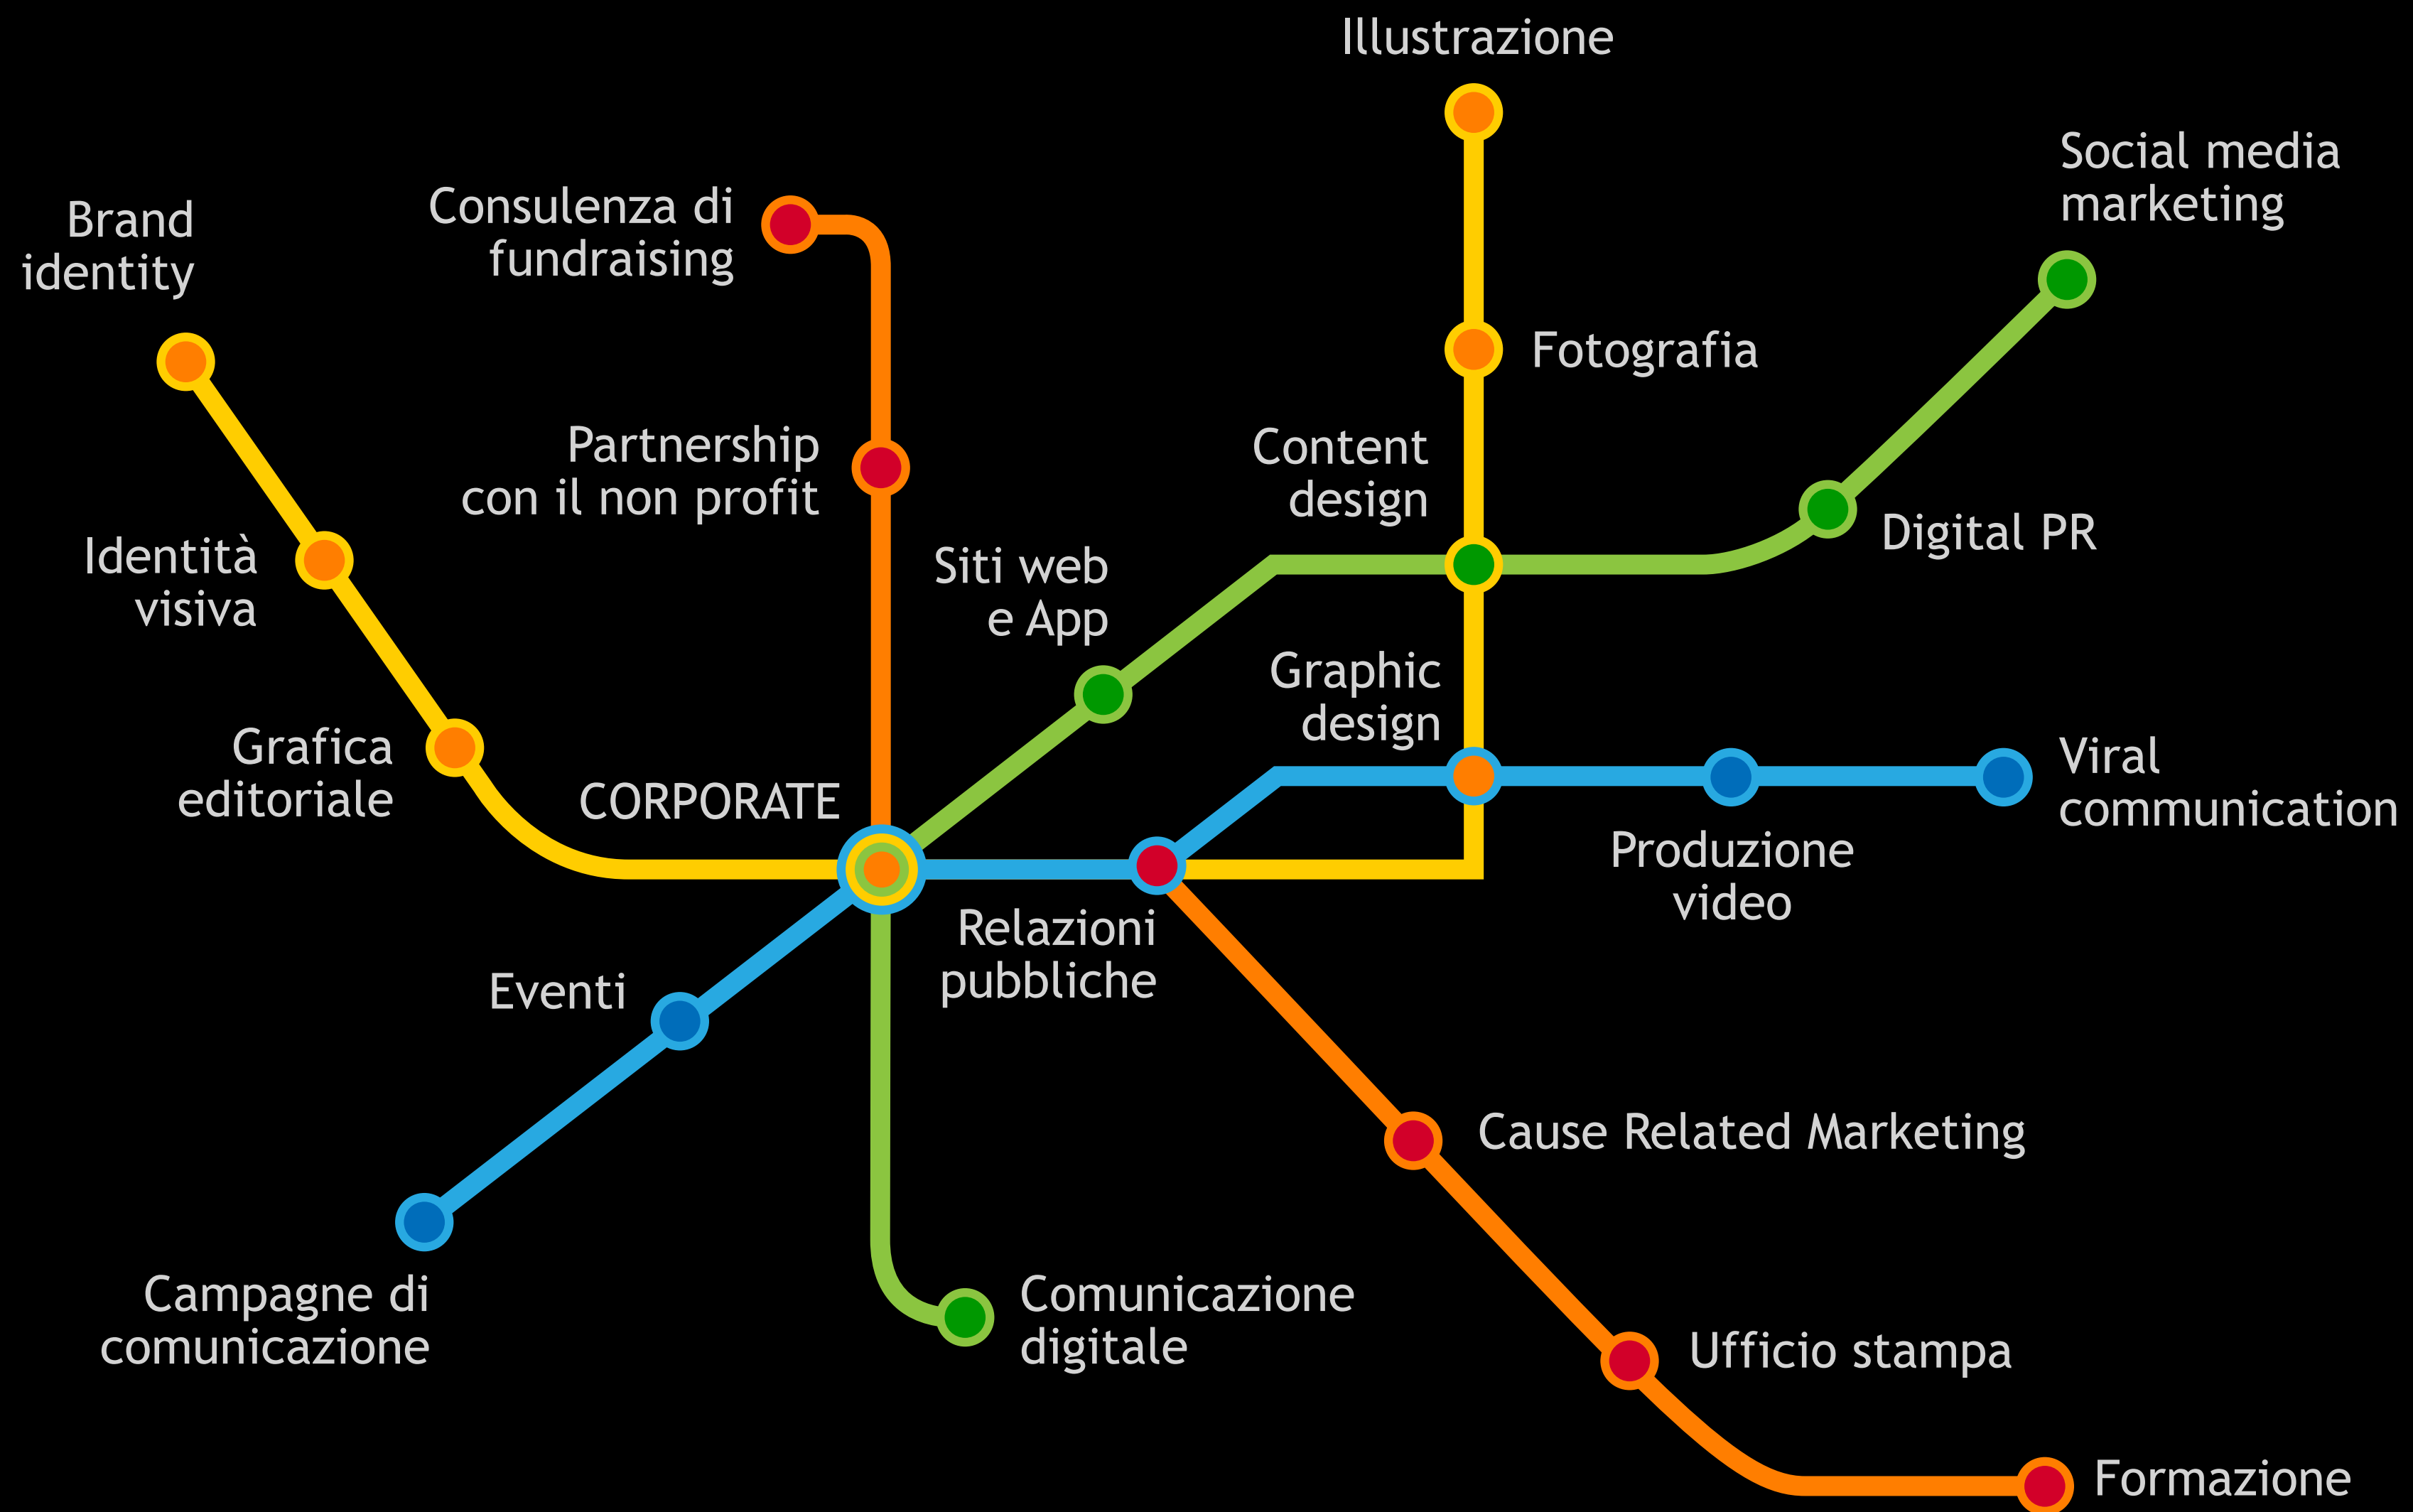 Illustrazione
Social media
marketing
Consulenza di
fundraising
Brand
identity
Fotografia
Partnership
con il non profit
Content
design
Digital PR
Identità
visiva
Siti web
e App
Graphic
design
Grafica
editoriale
CORPORATE
Viral
communication
Produzione
video
Relazioni
pubbliche
Eventi
Cause Related Marketing
Campagne di
comunicazione
Comunicazione
digitale
Ufficio stampa
Formazione